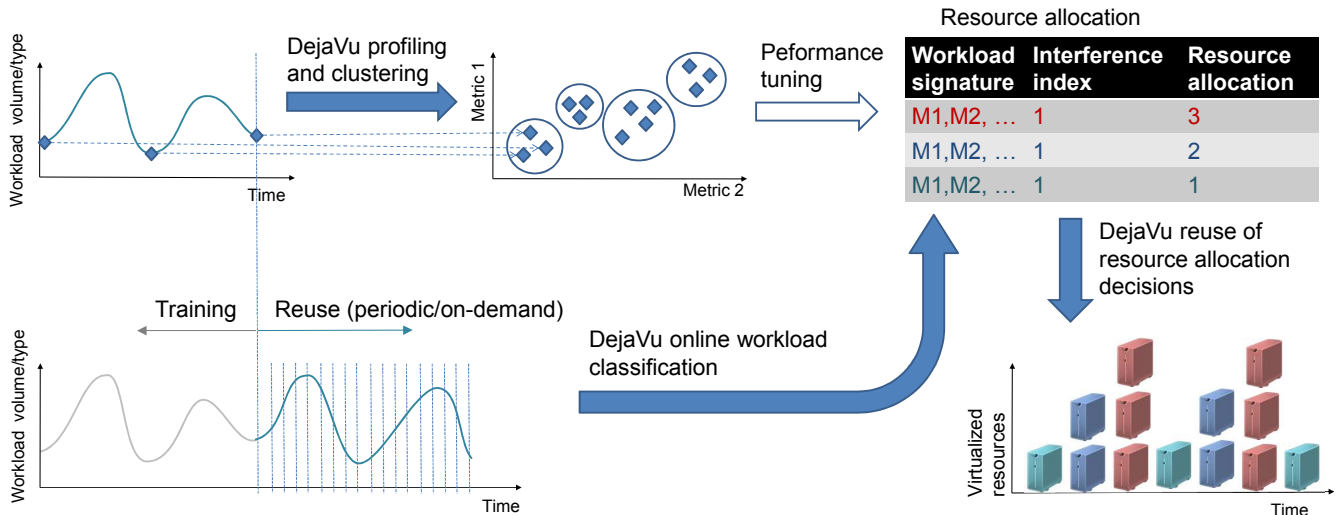 Workload volume/type
Time
DejaVu profiling
and clustering
Metric 1
Metric 2
Peformance
tuning
Resource allocation
Workload signature
Interference index
Resource allocation
M1,M2, … 1 3
M1,M2, … 1 2
M1,M2, … 1 1
DejaVu reuse of
resource allocation
decisions
Training
Reuse (periodic/on-demand)
Workload volume/type
Time
DejaVu online workload
classification
Virtualized
resources
Time